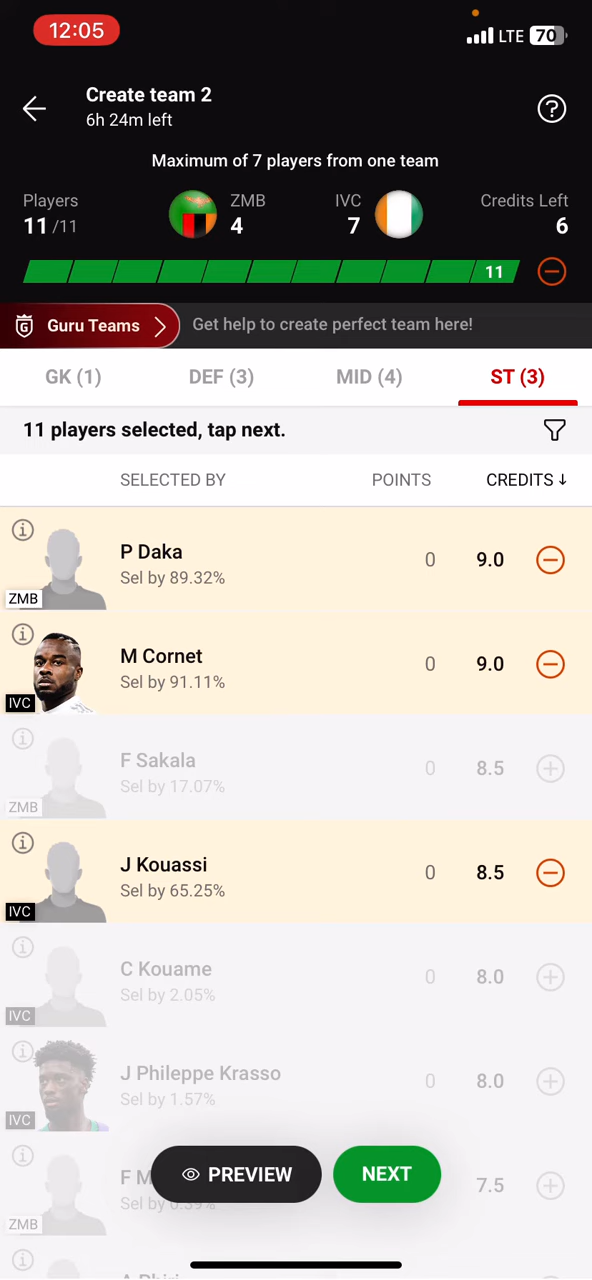 12:05
LTE 70
Create team 2
6h 24m left
Maximum of 7 players from one team
Players ZMB IVC Credits Left
11/11 4 7 6
11
G Guru Teams Get help to create perfect team here!
GK (1) DEF (3) MID (4) ST (3)
11 players selected, tap next.
SELECTED BY POINTS CREDITS ↓
P Daka
Sel by 89.32%
0 9.0
ZMB
M Cornet
Sel by 91.11%
0 9.0
IVC
F Sakala
Sel by 17.07%
0 8.5
ZMB
J Kouassi
Sel by 65.25%
0 8.5
IVC
C Kouame
Sel by 2.05%
0 8.0
IVC
J Phileppe Krasso
Sel by 1.57%
0 8.0
IVC
PREVIEW NEXT
F
7.5
Sel by 0.39%
ZMB